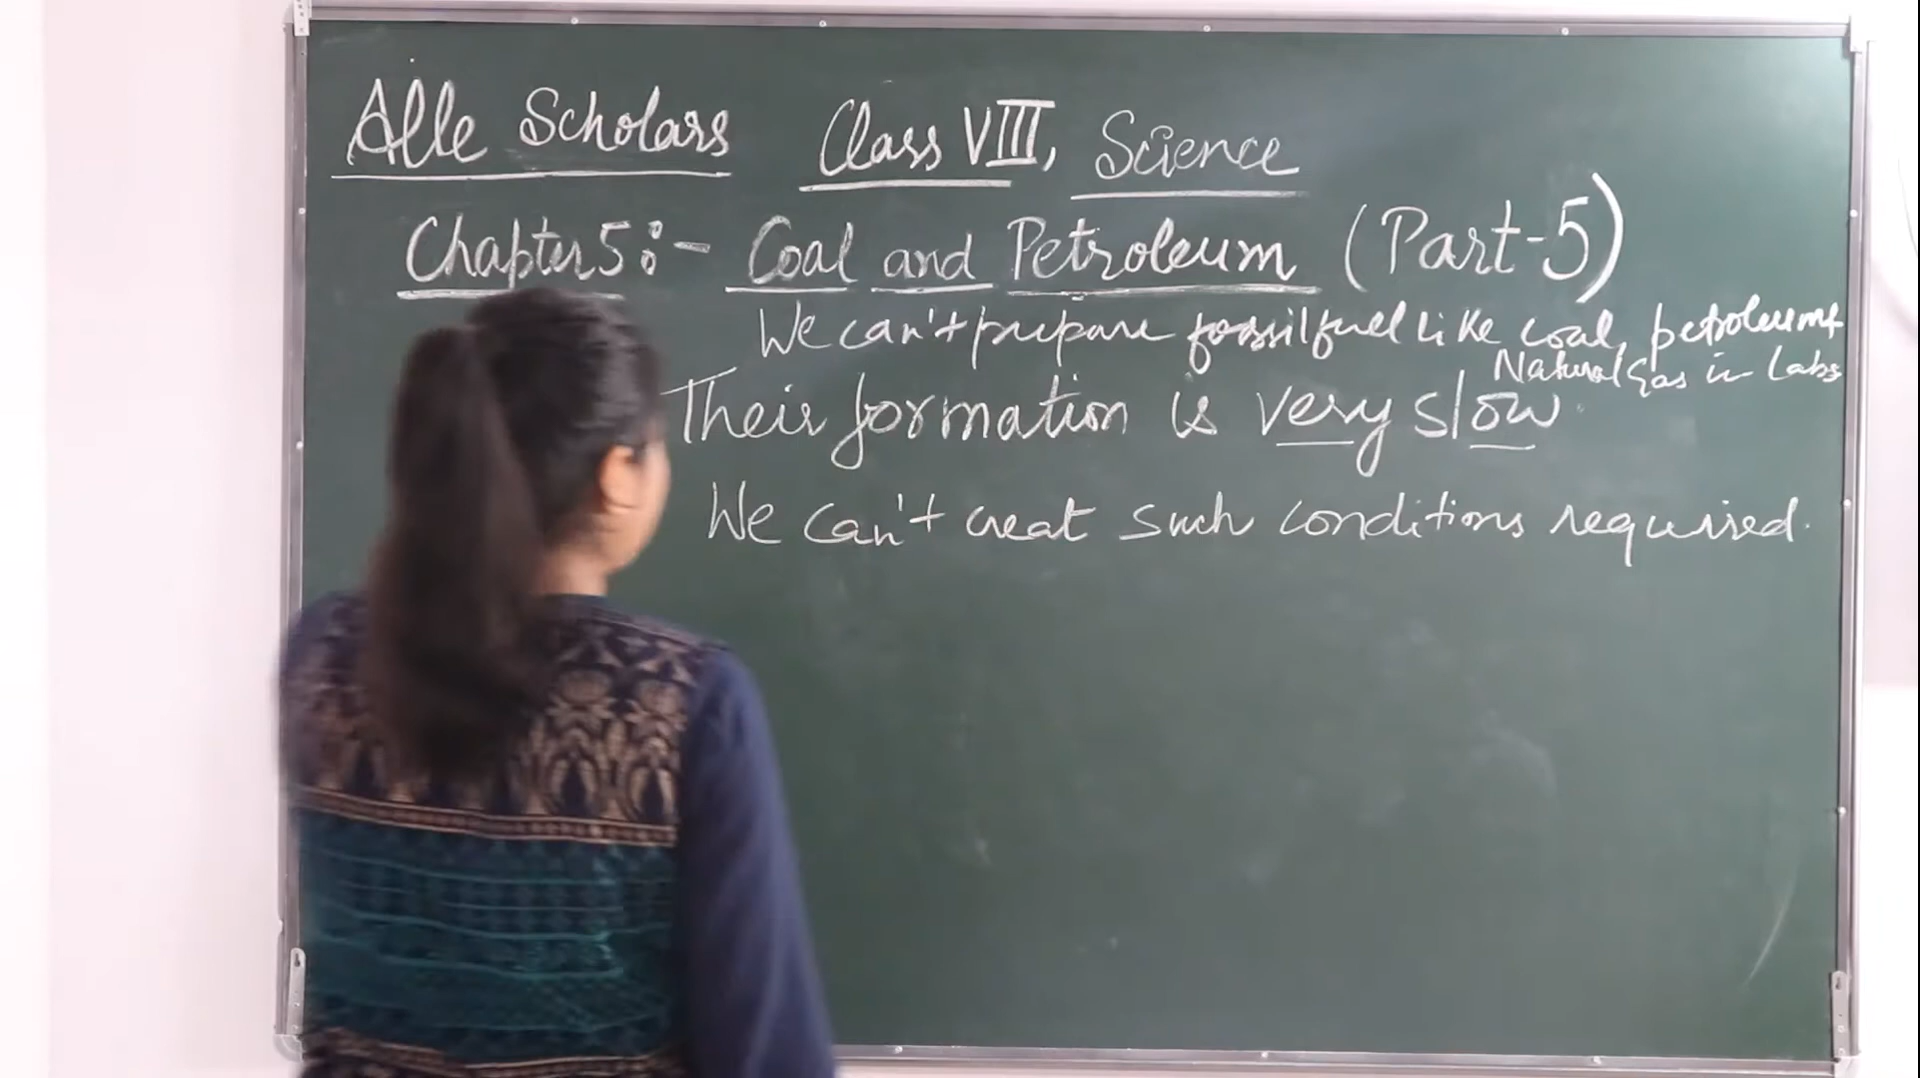 Alle Scholars Class VIII, Science
Chapter 5:- Coal and Petroleum (Part-5)
We can't prepare fossil fuel like coal, petroleum &
Natural Gas in Labs
Their formation is very slow.
We can't creat such conditions required.